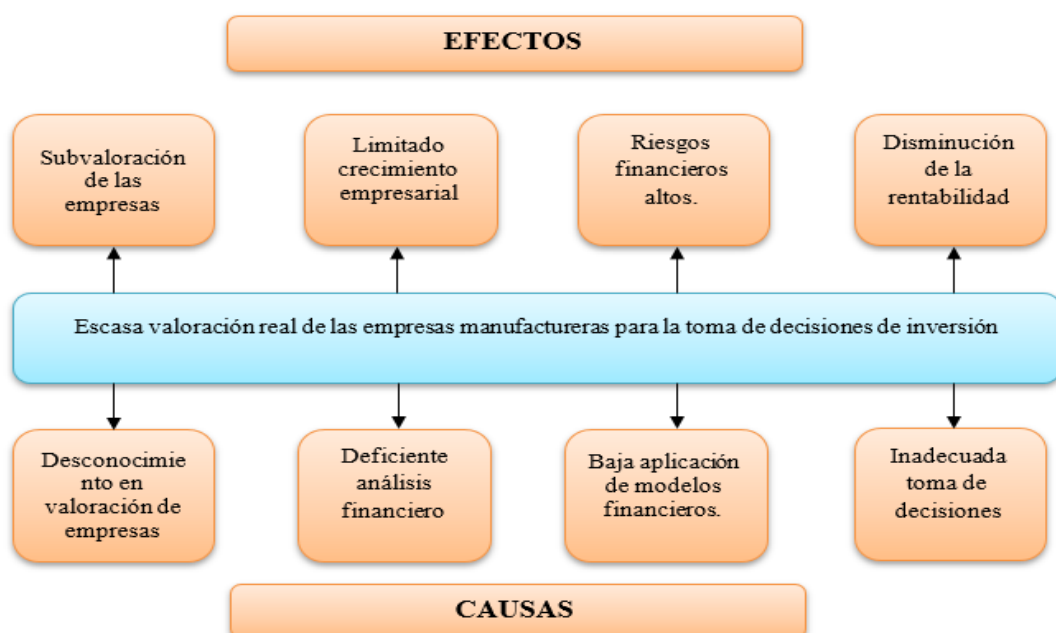 EFECTOS
Subvaloración
de las
empresas
Limitado
crecimiento
empresarial
Riesgos
financieros
altos.
Disminución
de la
rentabilidad
Escasa valoración real de las empresas manufactureras para la toma de decisiones de inversión
Desconocimie
nto en
valoración de
empresas
Deficiente
análisis
financiero
Baja aplicación
de modelos
financieros.
Inadecuada
toma de
decisiones
CAUSAS